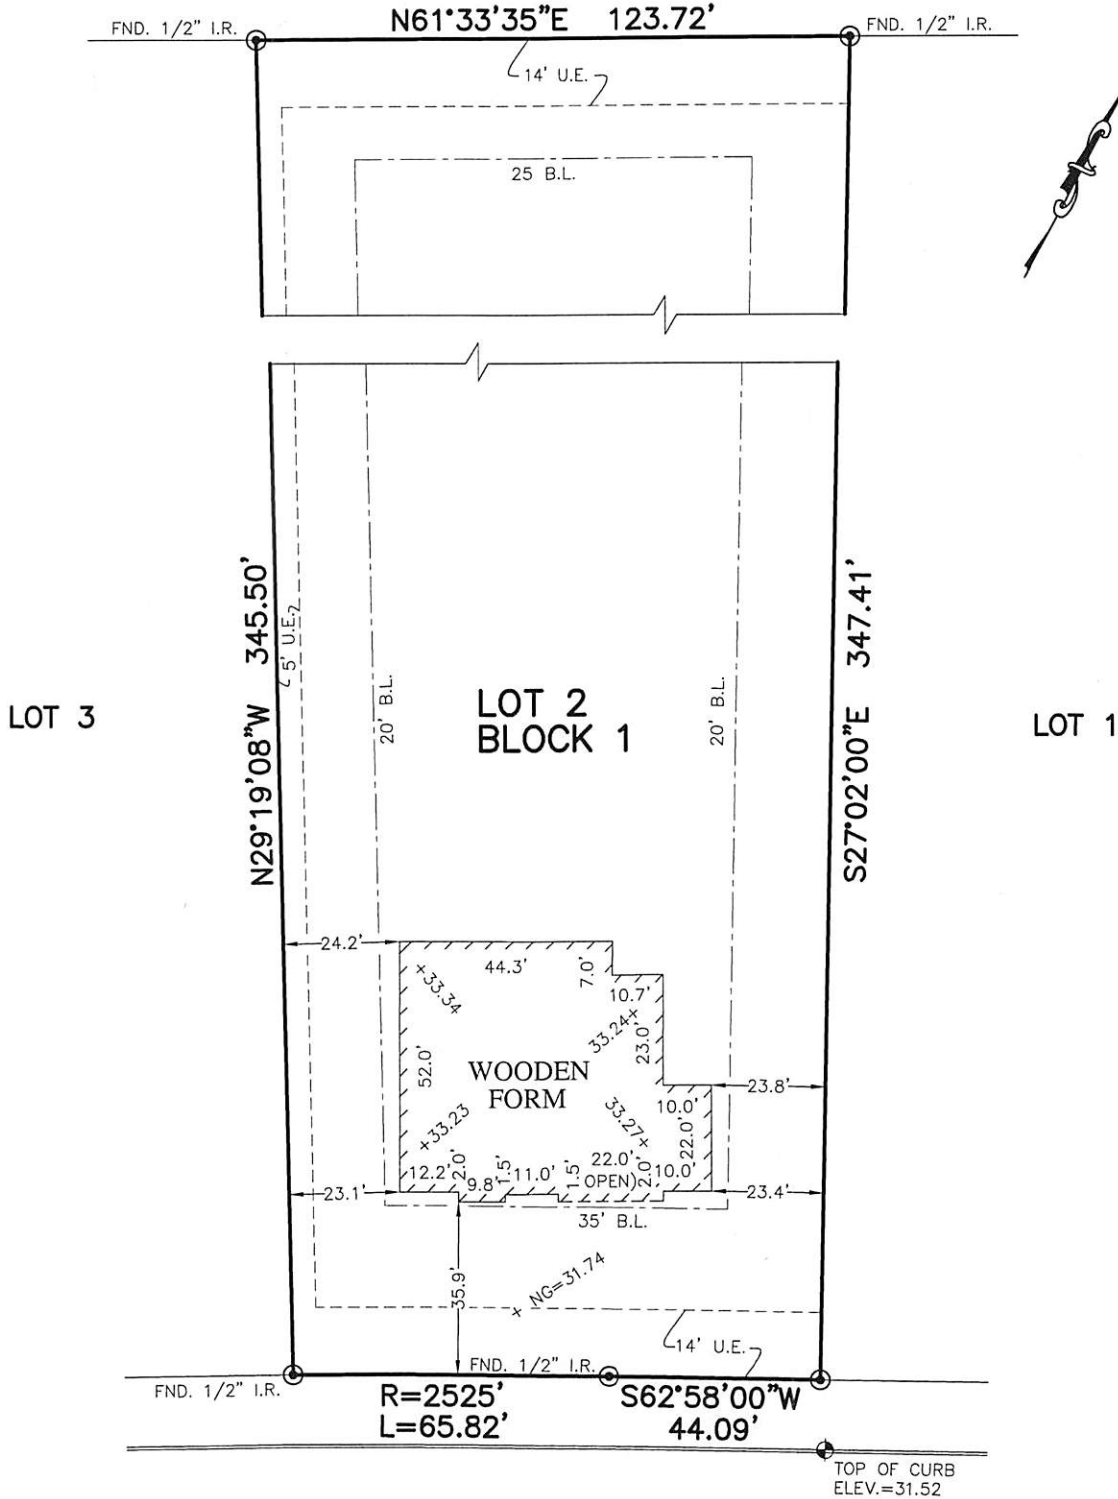 N61°33'35"E 123.72'
FND. 1/2" I.R.
FND. 1/2" I.R.
14' U.E.
25 B.L.
N29°19'08"W 345.50'
5' U.E.
20' B.L.
LOT 2
BLOCK 1
20' B.L.
S27°02'00"E 347.41'
LOT 3
LOT 1
24.2'
44.3'
7.0'
+33.34
10.7'
33.24+
23.0'
52.0'
WOODEN
FORM
23.8'
10.0'
+33.23
33.27+
22.0'
12.2'
2.0'
9.8'
1.5'
11.0'
1.5'
22.0'
(OPEN)
2.0'
10.0'
23.1'
23.4'
35' B.L.
35.9'
+ NG=31.74
14' U.E.
FND. 1/2" I.R.
FND. 1/2" I.R.
R=2525'
L=65.82'
S62°58'00"W
44.09'
TOP OF CURB
ELEV.=31.52